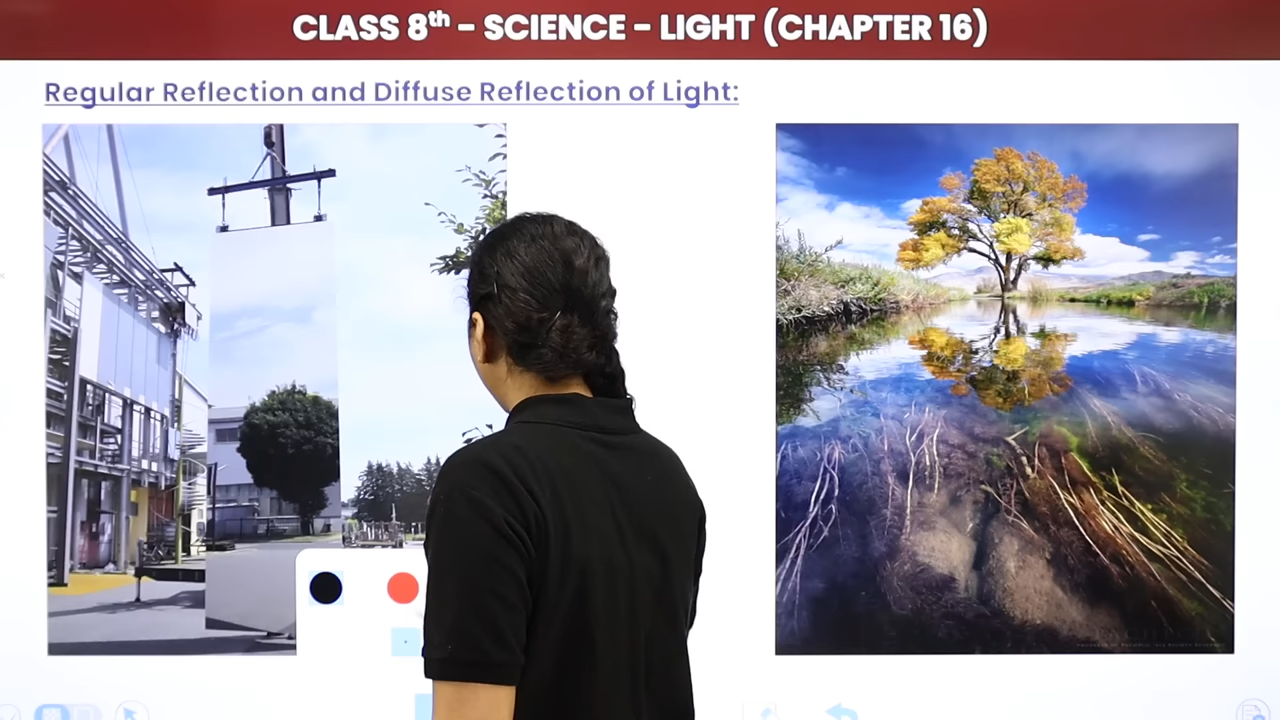 CLASS 8th - SCIENCE - LIGHT (CHAPTER 16)
Regular Reflection and Diffuse Reflection of Light: